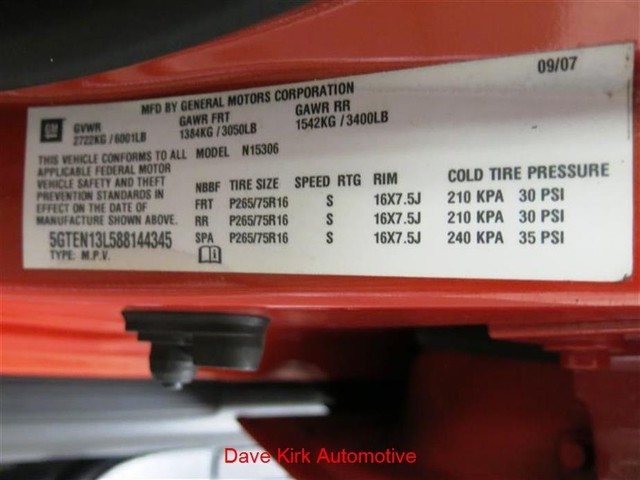 09/07
MFD BY GENERAL MOTORS CORPORATION
GM
GVWR GAWR FRT GAWR RR
2722KG / 6001LB 1384KG / 3050LB 1542KG / 3400LB
THIS VEHICLE CONFORMS TO ALL MODEL N15306
APPLICABLE FEDERAL MOTOR
VEHICLE SAFETY AND THEFT
PREVENTION STANDARDS IN
EFFECT ON THE DATE OF
MANUFACTURE SHOWN ABOVE.
5GTEN13L588144345
TYPE: M.P.V.
NBBF TIRE SIZE SPEED RTG RIM COLD TIRE PRESSURE
FRT P265/75R16 S 16X7.5J 210 KPA 30 PSI
RR P265/75R16 S 16X7.5J 210 KPA 30 PSI
SPA P265/75R16 S 16X7.5J 240 KPA 35 PSI
Dave Kirk Automotive